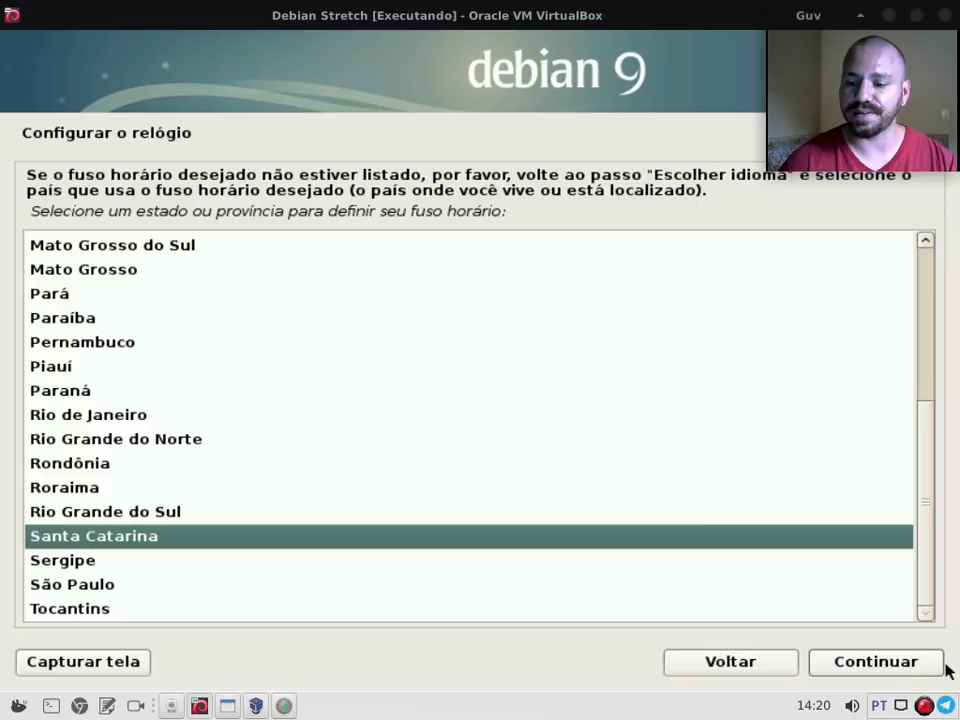 Debian Stretch [Executando] - Oracle VM VirtualBox
Guv
debian 9
Configurar o relógio
Se o fuso horário desejado não estiver listado, por favor, volte ao passo "Escolher idioma" e selecione o
país que usa o fuso horário desejado (o país onde você vive ou está localizado).
Selecione um estado ou província para definir seu fuso horário:
Mato Grosso do Sul
Mato Grosso
Pará
Paraíba
Pernambuco
Piauí
Paraná
Rio de Janeiro
Rio Grande do Norte
Rondônia
Roraima
Rio Grande do Sul
Santa Catarina
Sergipe
São Paulo
Tocantins
Capturar tela
Voltar
Continuar
14:20
PT